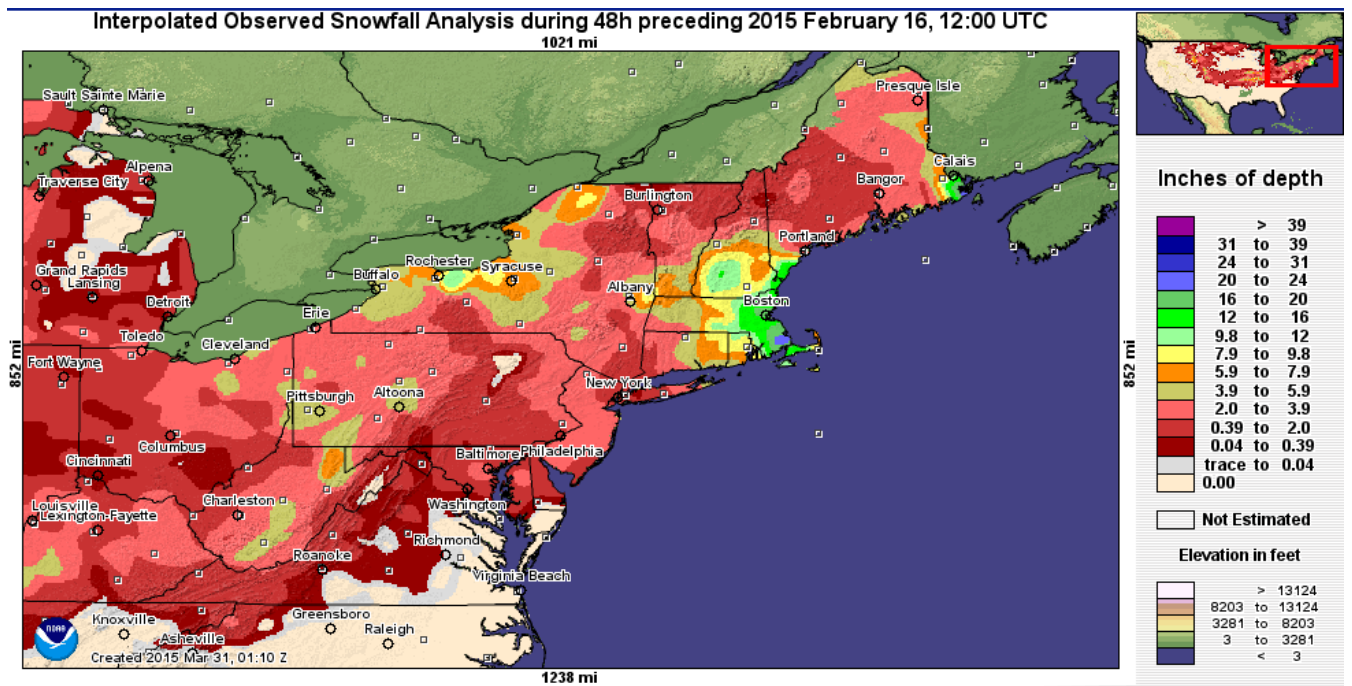 Interpolated Observed Snowfall Analysis during 48h preceding 2015 February 16, 12:00 UTC
1021 mi
Sault Sainte Marie
Presque Isle
Alpena
Calais
Traverse City
Bangor
Burlington
Portland
Rochester
Syracuse
Buffalo
Grand Rapids
Lansing
Albany
Boston
Detroit
Erie
Toledo
Cleveland
852 mi
852 mi
Fort Wayne
New York
Pittsburgh
Altoona
Columbus
Baltimore
Philadelphia
Cincinnati
Charleston
Washington
Louisville
Lexington-Fayette
Richmond
Roanoke
Virginia Beach
Knoxville
Greensboro
Raleigh
Asheville
NOAA
Created 2015 Mar 31, 01:10 Z
1238 mi
Inches of depth
> 39
31 to 39
24 to 31
20 to 24
16 to 20
12 to 16
9.8 to 12
7.9 to 9.8
5.9 to 7.9
3.9 to 5.9
2.0 to 3.9
0.39 to 2.0
0.04 to 0.39
trace to 0.04
0.00
Not Estimated
Elevation in feet
> 13124
8203 to 13124
3281 to 8203
3 to 3281
< 3